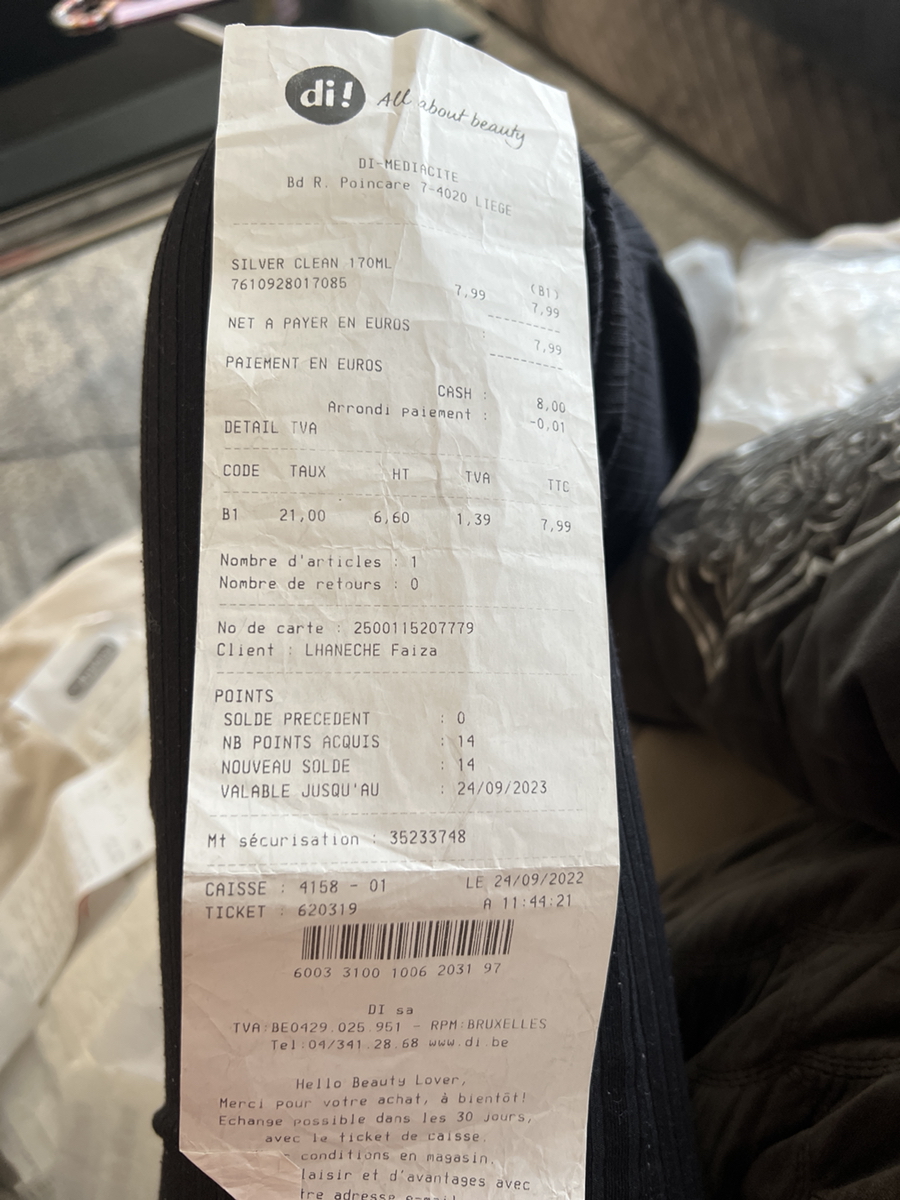 di! All about beauty
DI-MEDIACITE
Bd R. Poincare 7-4020 LIEGE
SILVER CLEAN 170ML (B1)
7610928017085 7,99 7,99
NET A PAYER EN EUROS : 7,99
PAIEMENT EN EUROS
CASH : 8,00
Arrondi paiement : -0,01
DETAIL TVA
CODE TAUX HT TVA TTC
B1 21,00 6,60 1,39 7,99
Nombre d'articles : 1
Nombre de retours : 0
No de carte : 2500115207779
Client : LHANECHE Faiza
POINTS
SOLDE PRECEDENT : 0
NB POINTS ACQUIS : 14
NOUVEAU SOLDE : 14
VALABLE JUSQU'AU : 24/09/2023
Mt sécurisation : 35233748
CAISSE : 4158 - 01 LE 24/09/2022
TICKET : 620319 A 11:44:21
6003 3100 1006 2031 97
DI sa
TVA:BE0429.025.951 - RPM:BRUXELLES
Tel:04/341.28.68 www.di.be
Hello Beauty Lover,
Merci pour votre achat, à bientôt!
Echange possible dans les 30 jours,
avec le ticket de caisse.
- conditions en magasin.
laisir et d'avantages avec
tre adresse e-mail